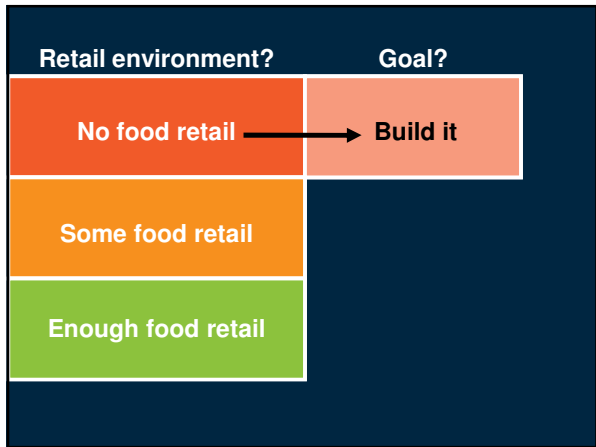 Retail environment? Goal?
No food retail Build it
Some food retail
Enough food retail